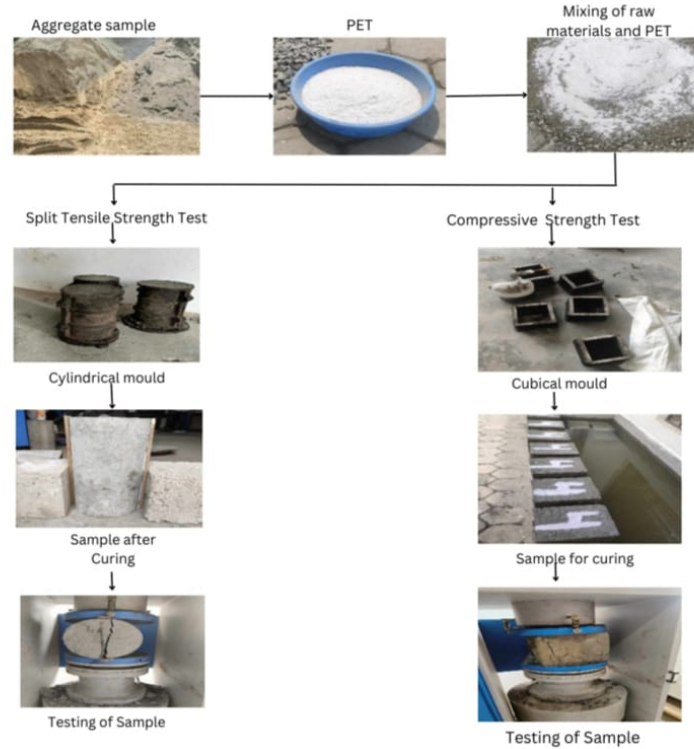 Aggregate sample
PET
Mixing of raw
materials and PET
Split Tensile Strength Test
Compressive Strength Test
Cylindrical mould
Cubical mould
Sample after
Curing
Sample for curing
Testing of Sample
Testing of Sample